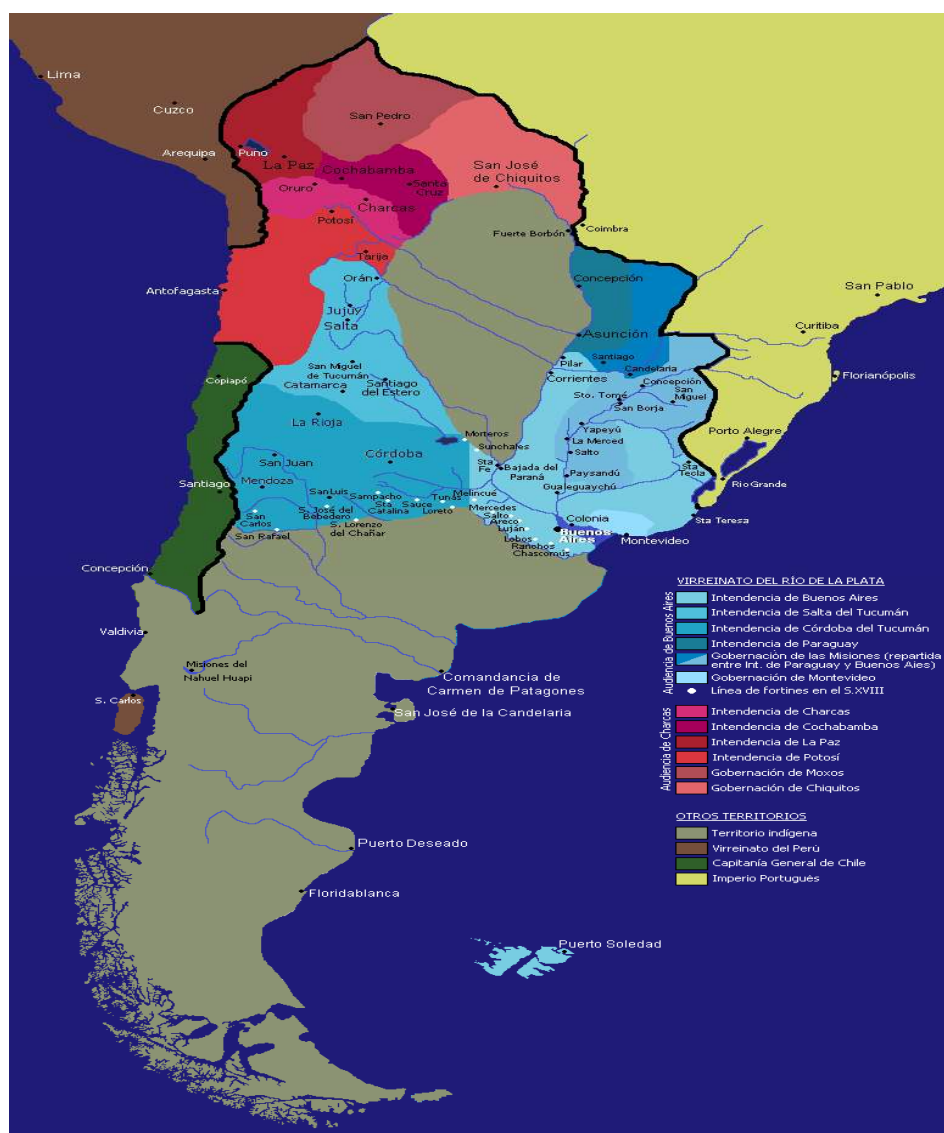 Lima
Cuzco
San Pedro
Arequipa
Puno
La Paz
Cochabamba
San José
de Chiquitos
Oruro
Santa
Cruz
Charcas
Potosí
Fuerte Borbón
Coimbra
Tarija
Orán
Concepción
Antofagasta
San Pablo
Jujuy
Salta
Asunción
Curitiba
San Miguel
de Tucumán
Pilar
Santiago
Candelaria
Copiapó
Catamarca
Santiago
del Estero
Corrientes
Concepción
Florianópolis
Sto. Tomé
San
Miguel
San Borja
La Rioja
Yapeyú
Porto Alegre
Morteros
Sunchales
La Merced
San Juan
Córdoba
Sta
Fe
Bajada del
Paraná
Salto
Sta
Tecla
Mendoza
Paysandú
Rio Grande
Santiago
San Luis
Sampacho
Tunás
Melincué
Gualeguaychú
Sta
Catalina
Sauce
Loreto
Mercedes
San
Carlos
S. José del
Bebedero
Salto
Areco
Colonia
Sta Teresa
San Rafael
S. Lorenzo
del Chañar
Luján
Buenos
Aires
Lobos
Ranchos
Montevideo
Chascomús
Concepción
Valdivia
Misiones del
Nahuel Huapi
Comandancia de
Carmen de Patagones
S. Carlos
San José de la Candelaria
Puerto Deseado
Floridablanca
Puerto Soledad
VIRREINATO DEL RÍO DE LA PLATA
Audiencia de Buenos Aires
Intendencia de Buenos Aires
Intendencia de Salta del Tucumán
Intendencia de Córdoba del Tucumán
Intendencia de Paraguay
Gobernación de las Misiones (repartida
entre Int. de Paraguay y Buenos Aies)
Gobernación de Montevideo
Línea de fortines en el S.XVIII
Audiencia de Charcas
Intendencia de Charcas
Intendencia de Cochabamba
Intendencia de La Paz
Intendencia de Potosí
Gobernación de Moxos
Gobernación de Chiquitos
OTROS TERRITORIOS
Territorio indígena
Virreinato del Perú
Capitanía General de Chile
Imperio Portugués